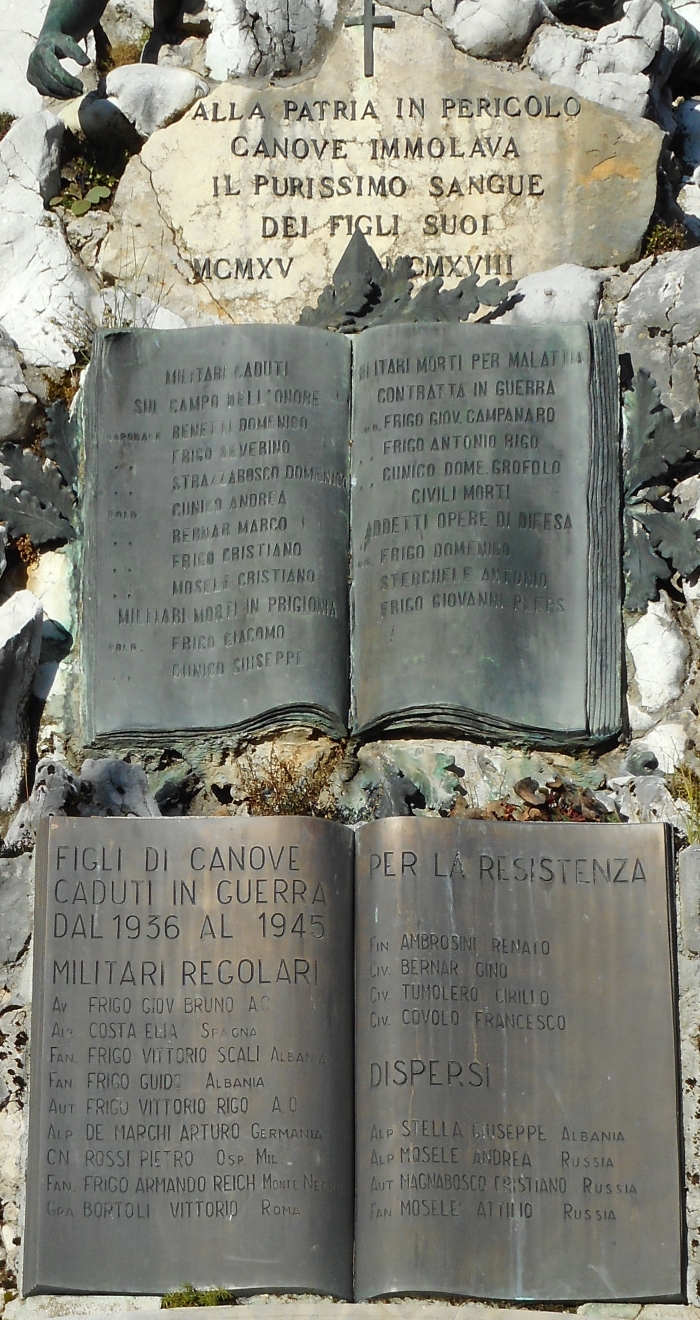 ALLA PATRIA IN PERICOLO
CANOVE IMMOLAVA
IL PURISSIMO SANGUE
DEI FIGLI SUOI
MCMXV MCMXVIII
MILITARI CADUTI
SUL CAMPO DELL'ONORE
CAPORALE BENETTI DOMENICO
FRIGO SEVERINO
STRAZZABOSCO DOMENICO
SOLD. CUNICO ANDREA
BERNAR MARCO
FRIGO CRISTIANO
MOSELE CRISTIANO
MILITARI MORTI IN PRIGIONIA
SOLD. FRIGO GIACOMO
CUNICO GIUSEPPE
MILITARI MORTI PER MALATTIA
CONTRATTA IN GUERRA
FRIGO GIOV. CAMPANARO
FRIGO ANTONIO RIGO
CUNICO DOME. GROFOLO
CIVILI MORTI
ADDETTI OPERE DI DIFESA
FRIGO DOMENICO
STERCHELE ANTONIO
FRIGO GIOVANNI PLEPS
FIGLI DI CANOVE
CADUTI IN GUERRA
DAL 1936 AL 1945
MILITARI REGOLARI
AV. FRIGO GIOV BRUNO A O
ALP. COSTA ELIA SPAGNA
FAN. FRIGO VITTORIO SCALI ALBANIA
FAN. FRIGO GUIDO ALBANIA
AUT. FRIGO VITTORIO RIGO A O
ALP DE MARCHI ARTURO GERMANIA
CN ROSSI PIETRO OSP. MIL
FAN. FRIGO ARMANDO REICH MONTE NEGRO
GRA BORTOLI VITTORIO ROMA
PER LA RESISTENZA
FIN AMBROSINI RENATO
CIV. BERNAR GINO
CIV. TUMOLERO CIRILLO
CIV. COVOLO FRANCESCO
DISPERSI
ALP STELLA GIUSEPPE ALBANIA
ALP MOSELE ANDREA RUSSIA
AUT MAGNABOSCO CRISTIANO RUSSIA
FAN MOSELE ATTILIO RUSSIA